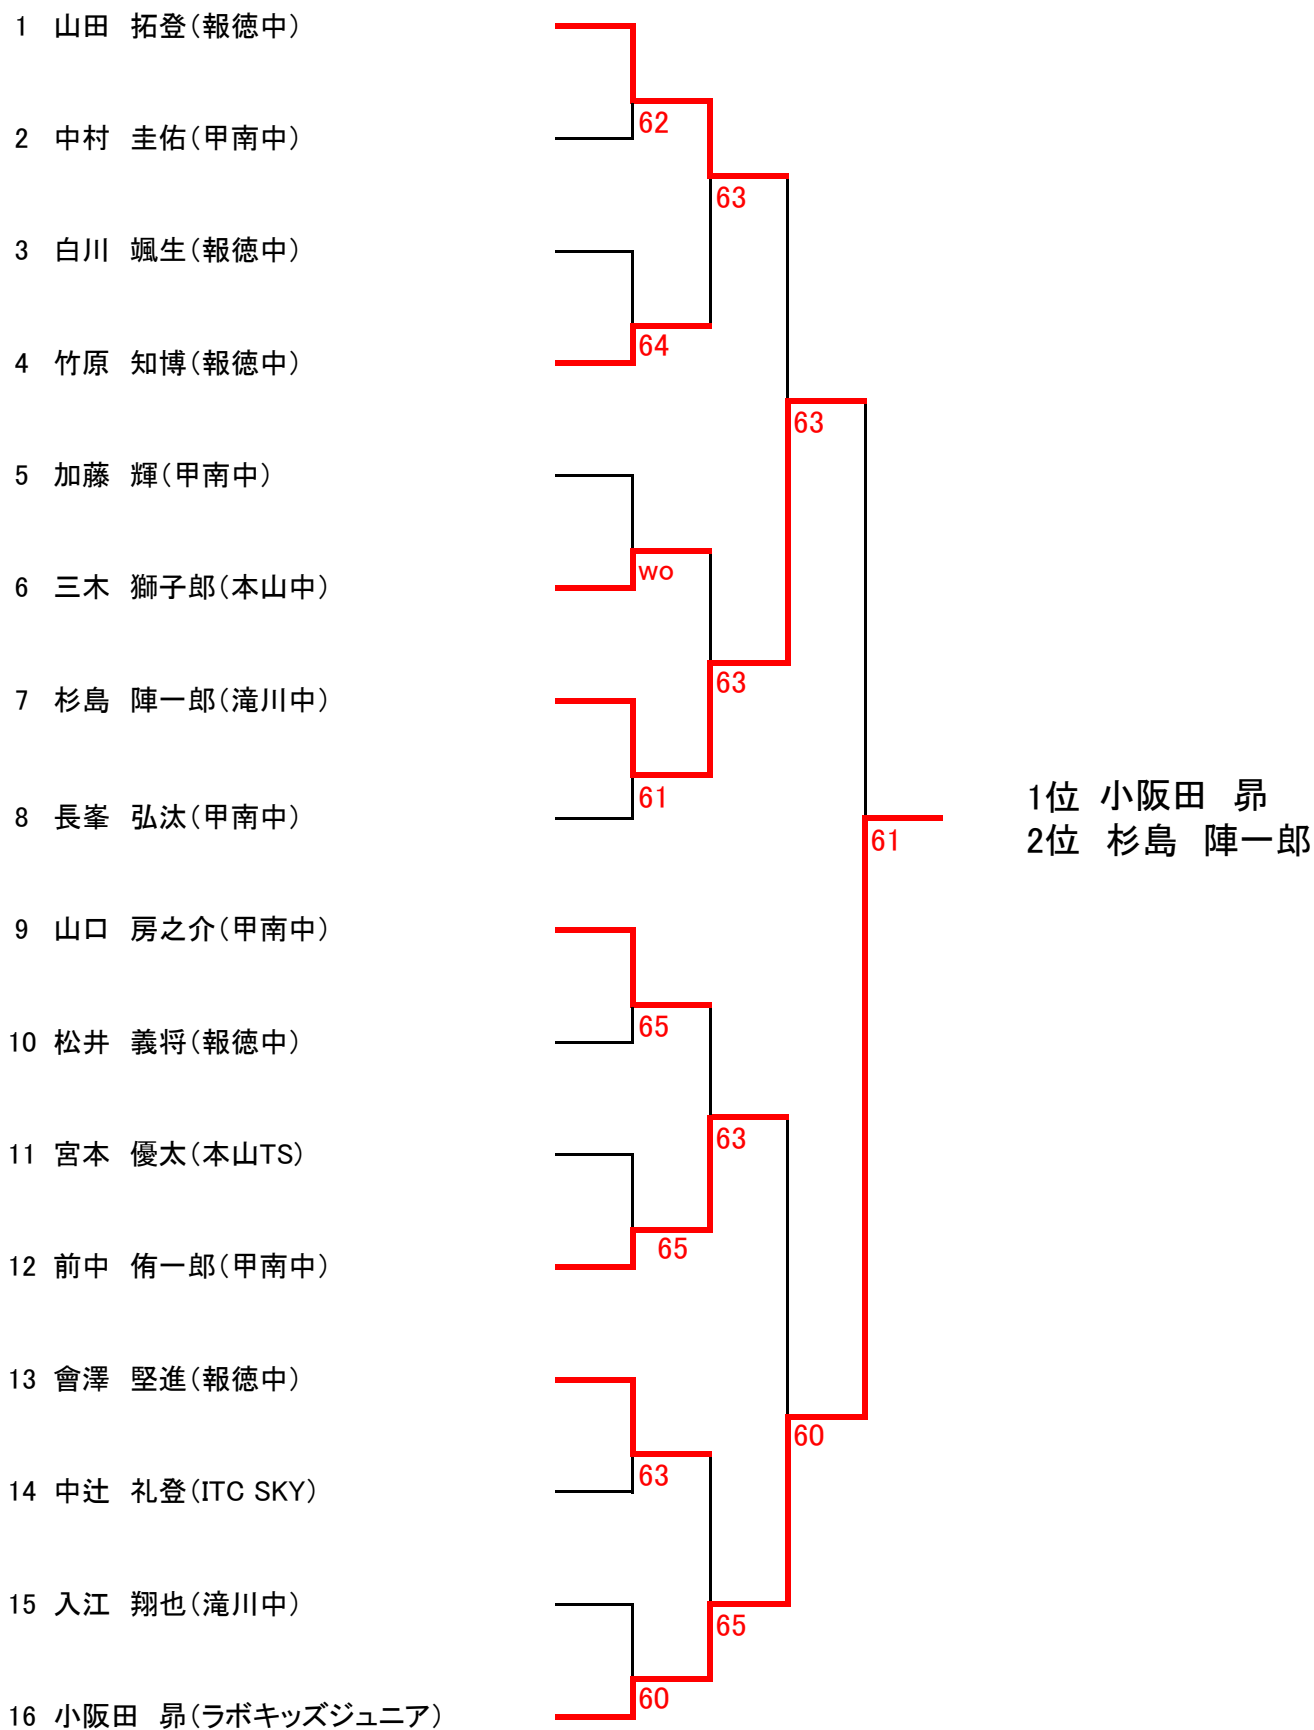 1 山田 拓登(報徳中)
62
2 中村 圭佑(甲南中)
63
3 白川 颯生(報徳中)
64
4 竹原 知博(報徳中)
63
5 加藤 輝(甲南中)
wo
6 三木 獅子郎(本山中)
63
7 杉島 陣一郎(滝川中)
61
8 長峯 弘汰(甲南中)
1位 小阪田 昴
2位 杉島 陣一郎
61
9 山口 房之介(甲南中)
65
10 松井 義将(報徳中)
63
11 宮本 優太(本山TS)
65
12 前中 侑一郎(甲南中)
13 會澤 堅進(報徳中)
60
63
14 中辻 礼登(ITC SKY)
15 入江 翔也(滝川中)
65
60
16 小阪田 昴(ラボキッズジュニア)